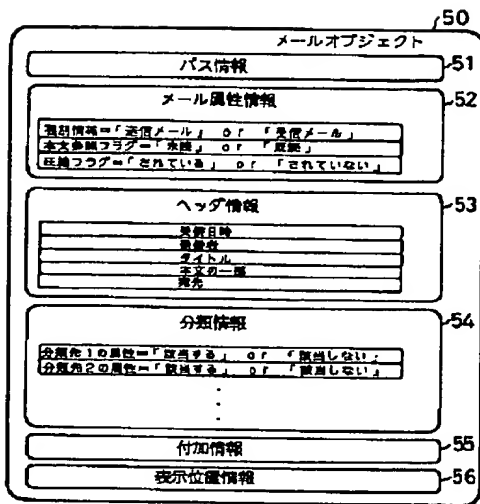 50
メールオブジェクト
パス情報
51
メール属性情報
52
種別情報=「送信メール」 or 「受信メール」
本文参照フラグ=「未読」 or 「既読」
圧縮フラグ=「されている」 or 「されていない」
ヘッダ情報
53
受信日時
発信者
タイトル
本文の一部
宛先
分類情報
54
分類先1の属性=「該当する」 or 「該当しない」
分類先2の属性=「該当する」 or 「該当しない」
付加情報
55
表示位置情報
56